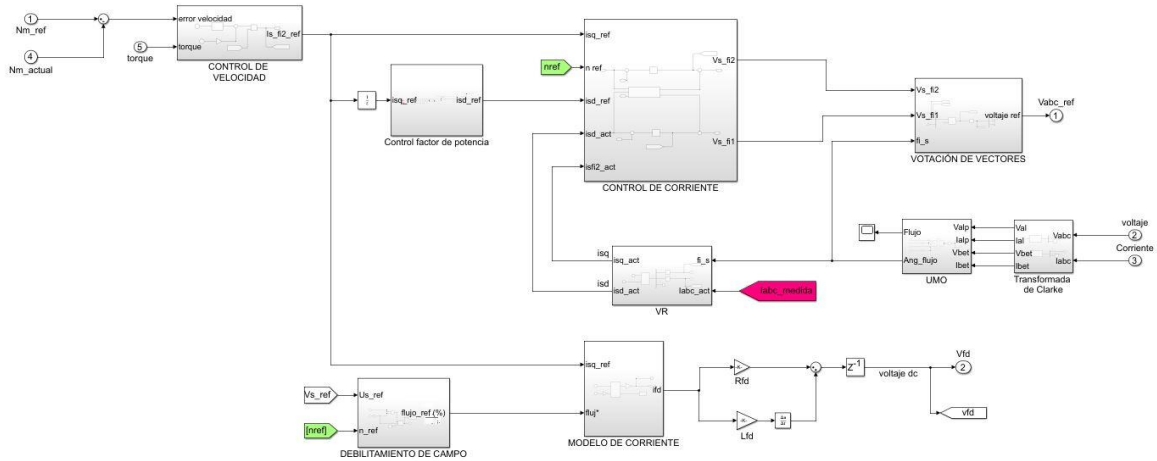 1
Nm_ref
4
Nm_actual
5
torque
error velocidad
torque
Is_fi2_ref
CONTROL DE
VELOCIDAD
isq_ref
isd_ref
Control factor de potencia
nref
isq_ref
n ref
isd_ref
isd_act
isfi2_act
Vs_fi2
Vs_fi1
CONTROL DE CORRIENTE
Vs_fi2
Vs_fi1
fi_s
voltaje ref
VOTACIÓN DE VECTORES
Vabc_ref
1
isq
isd
isq_act
isd_act
fi_s
Iabc_act
VR
Iabc_medida
Flujo
Ang_flujo
Valp
Ialp
Vbet
Ibet
UMO
Val
Ial
Vbet
Ibet
Vabc
Iabc
Transformada
de Clarke
voltaje
2
Corriente
3
Vs_ref
[nref]
Us_ref
n_ref
flujo_ref (%)
DEBILITAMIENTO DE CAMPO
isq_ref
fluj*
ifd
MODELO DE CORRIENTE
Rfd
Lfd
Z-1
voltaje dc
Vfd
2
vfd